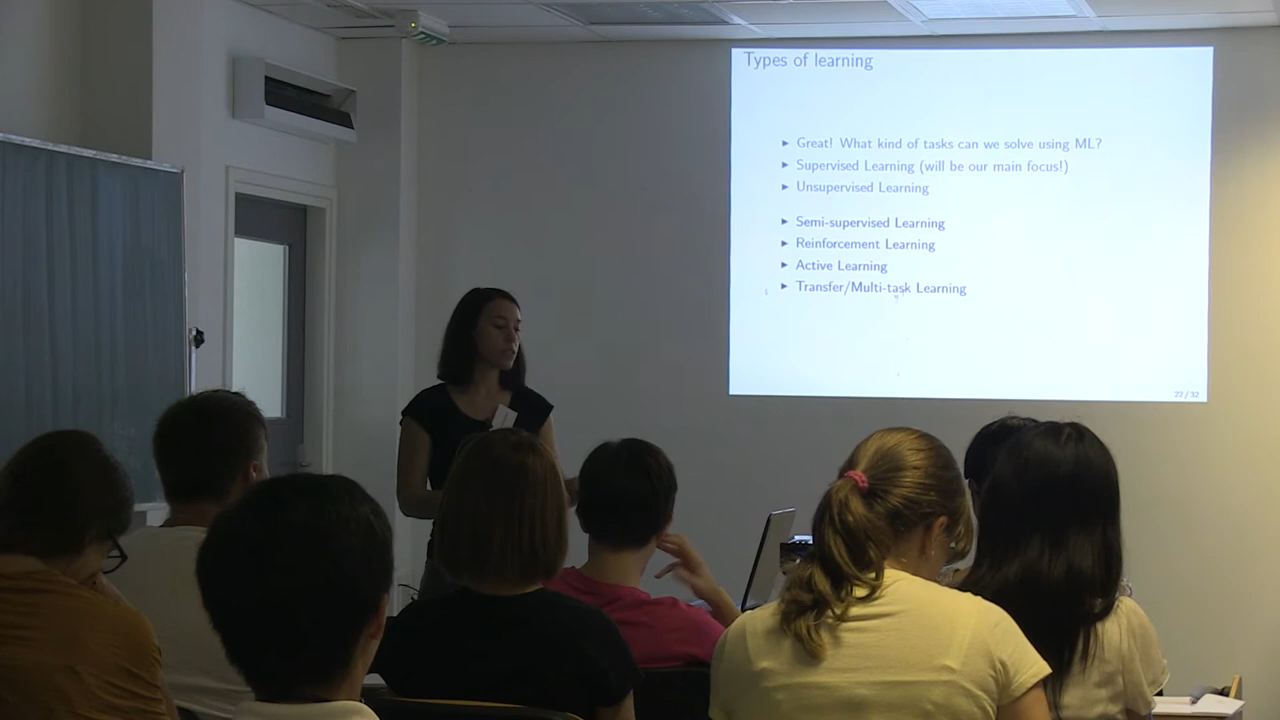 Types of learning
▶ Great! What kind of tasks can we solve using ML?
▶ Supervised Learning (will be our main focus!)
▶ Unsupervised Learning
▶ Semi-supervised Learning
▶ Reinforcement Learning
▶ Active Learning
▶ Transfer/Multi-task Learning
22 / 32